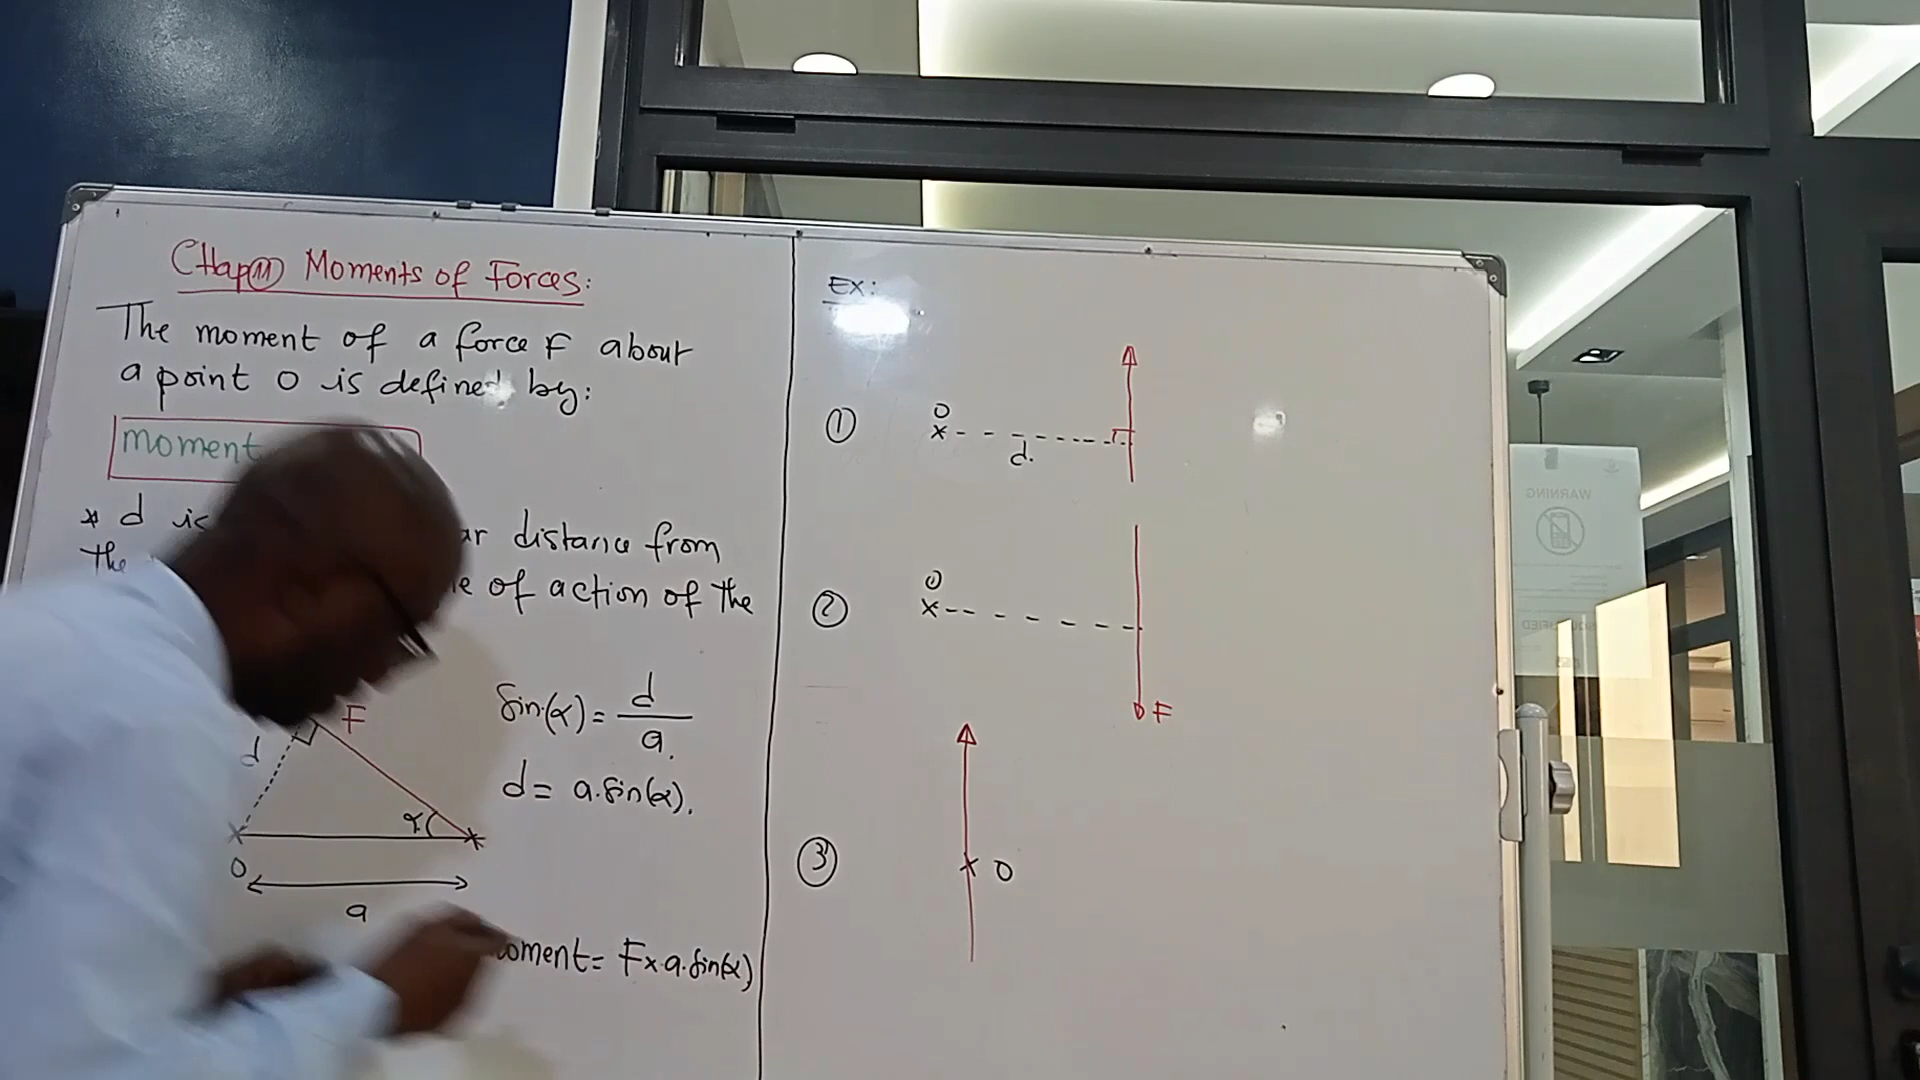 CHap 11 Moments of Forces:
The moment of a force F about
a point O is defined by:
moment
* d is ar distance from
the of action of the
F
d
α
O
a
Sin(α) = d/a.
d = a.Sin(α).
moment = F x a.Sin(α)
EX:
① O d.
② O F
③ O
WARNING